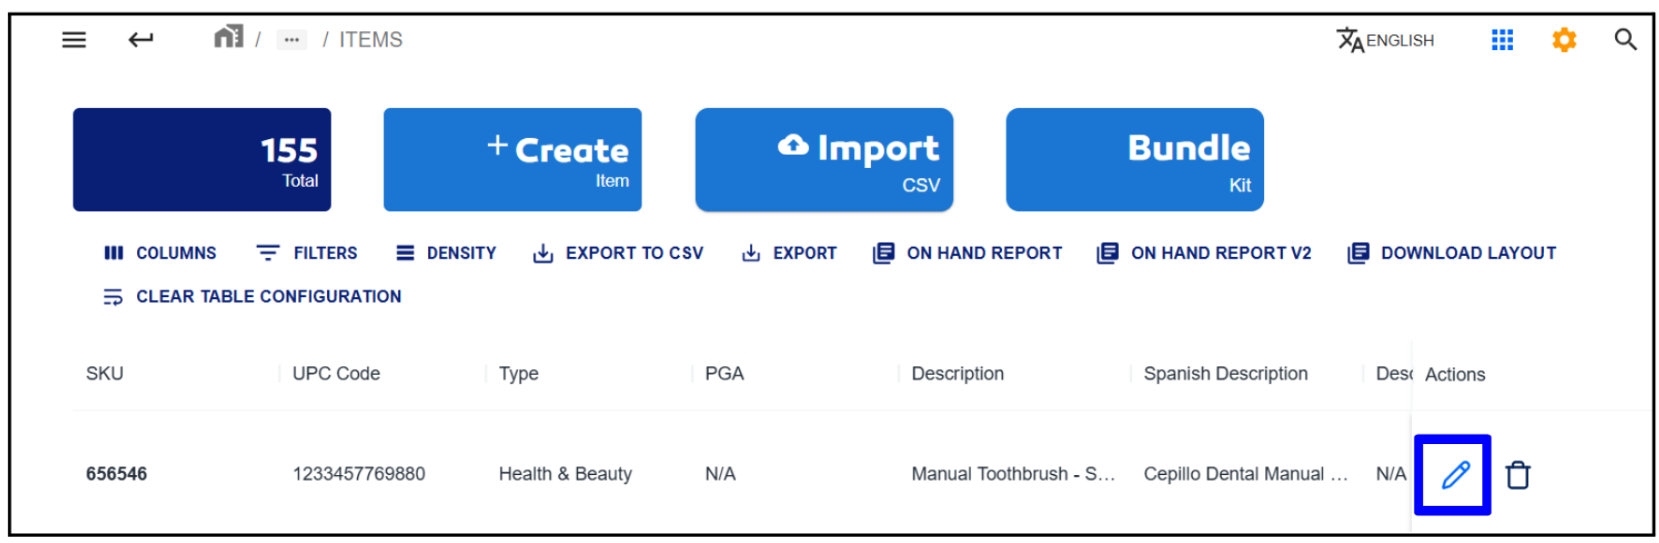 / ... / ITEMS ENGLISH
155 Total
+ Create Item
Import CSV
Bundle Kit
COLUMNS FILTERS DENSITY EXPORT TO CSV EXPORT ON HAND REPORT ON HAND REPORT V2 DOWNLOAD LAYOUT
CLEAR TABLE CONFIGURATION
SKU UPC Code Type PGA Description Spanish Description Desc Actions
656546 1233457769880 Health & Beauty N/A Manual Toothbrush - S... Cepillo Dental Manual ... N/A